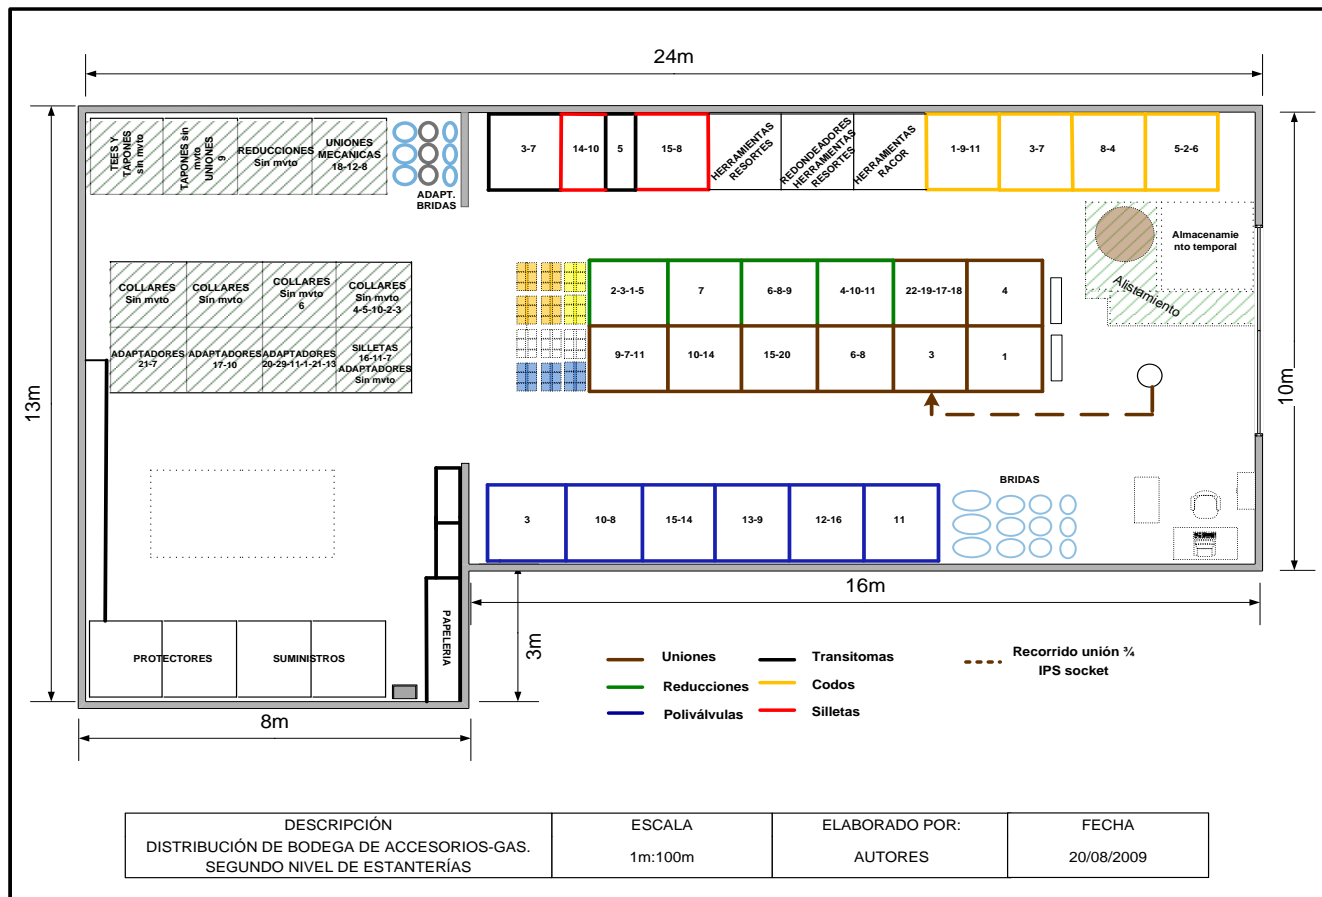 24m
13m
10m
TEES Y
TAPONES
sin mvto
TAPONES sin
mvto
UNIONES
9
REDUCCIONES
Sin mvto
UNIONES
MECANICAS
18-12-8
ADAPT.
BRIDAS
3-7
14-10
5
15-8
HERRAMIENTAS
RESORTES
REDONDEADORES
HERRAMIENTAS
RESORTES
HERRAMIENTAS
RACOR
1-9-11
3-7
8-4
5-2-6
Almacenamie
nto temporal
Alistamiento
COLLARES
Sin mvto
COLLARES
Sin mvto
COLLARES
Sin mvto
6
COLLARES
Sin mvto
4-5-10-2-3
ADAPTADORES
21-7
ADAPTADORES
17-10
ADAPTADORES
20-29-11-1-21-13
SILLETAS
16-11-7
ADAPTADORES
Sin mvto
2-3-1-5
7
6-8-9
4-10-11
22-19-17-18
4
9-7-11
10-14
15-20
6-8
3
1
3
10-8
15-14
13-9
12-16
11
BRIDAS
PROTECTORES
SUMINISTROS
PAPELERIA
16m
3m
8m
Uniones
Reducciones
Poliválvulas
Transitomas
Codos
Silletas
Recorrido unión ¾
IPS socket
DESCRIPCIÓN
DISTRIBUCIÓN DE BODEGA DE ACCESORIOS-GAS.
SEGUNDO NIVEL DE ESTANTERÍAS
ESCALA
1m:100m
ELABORADO POR:
AUTORES
FECHA
20/08/2009